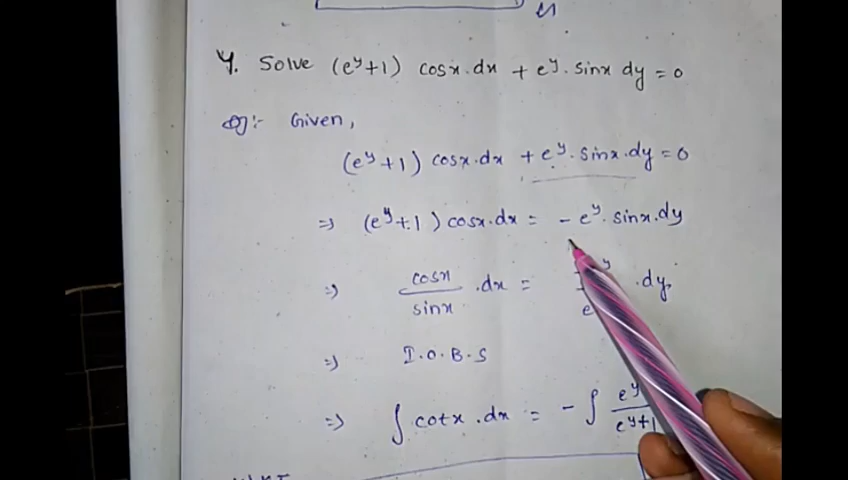 4. Solve (e^y+1) cosx.dx + e^y. sinx dy = 0
Given,
(e^y+1) cosx.dx + e^y. sinx.dy = 0
⇒ (e^y+1) cosx.dx = - e^y. sinx.dy
⇒ cosx/sinx .dx = .dy
⇒ I.O.B.S
⇒ ∫ cotx.dx = - ∫ e^y/e^y+1